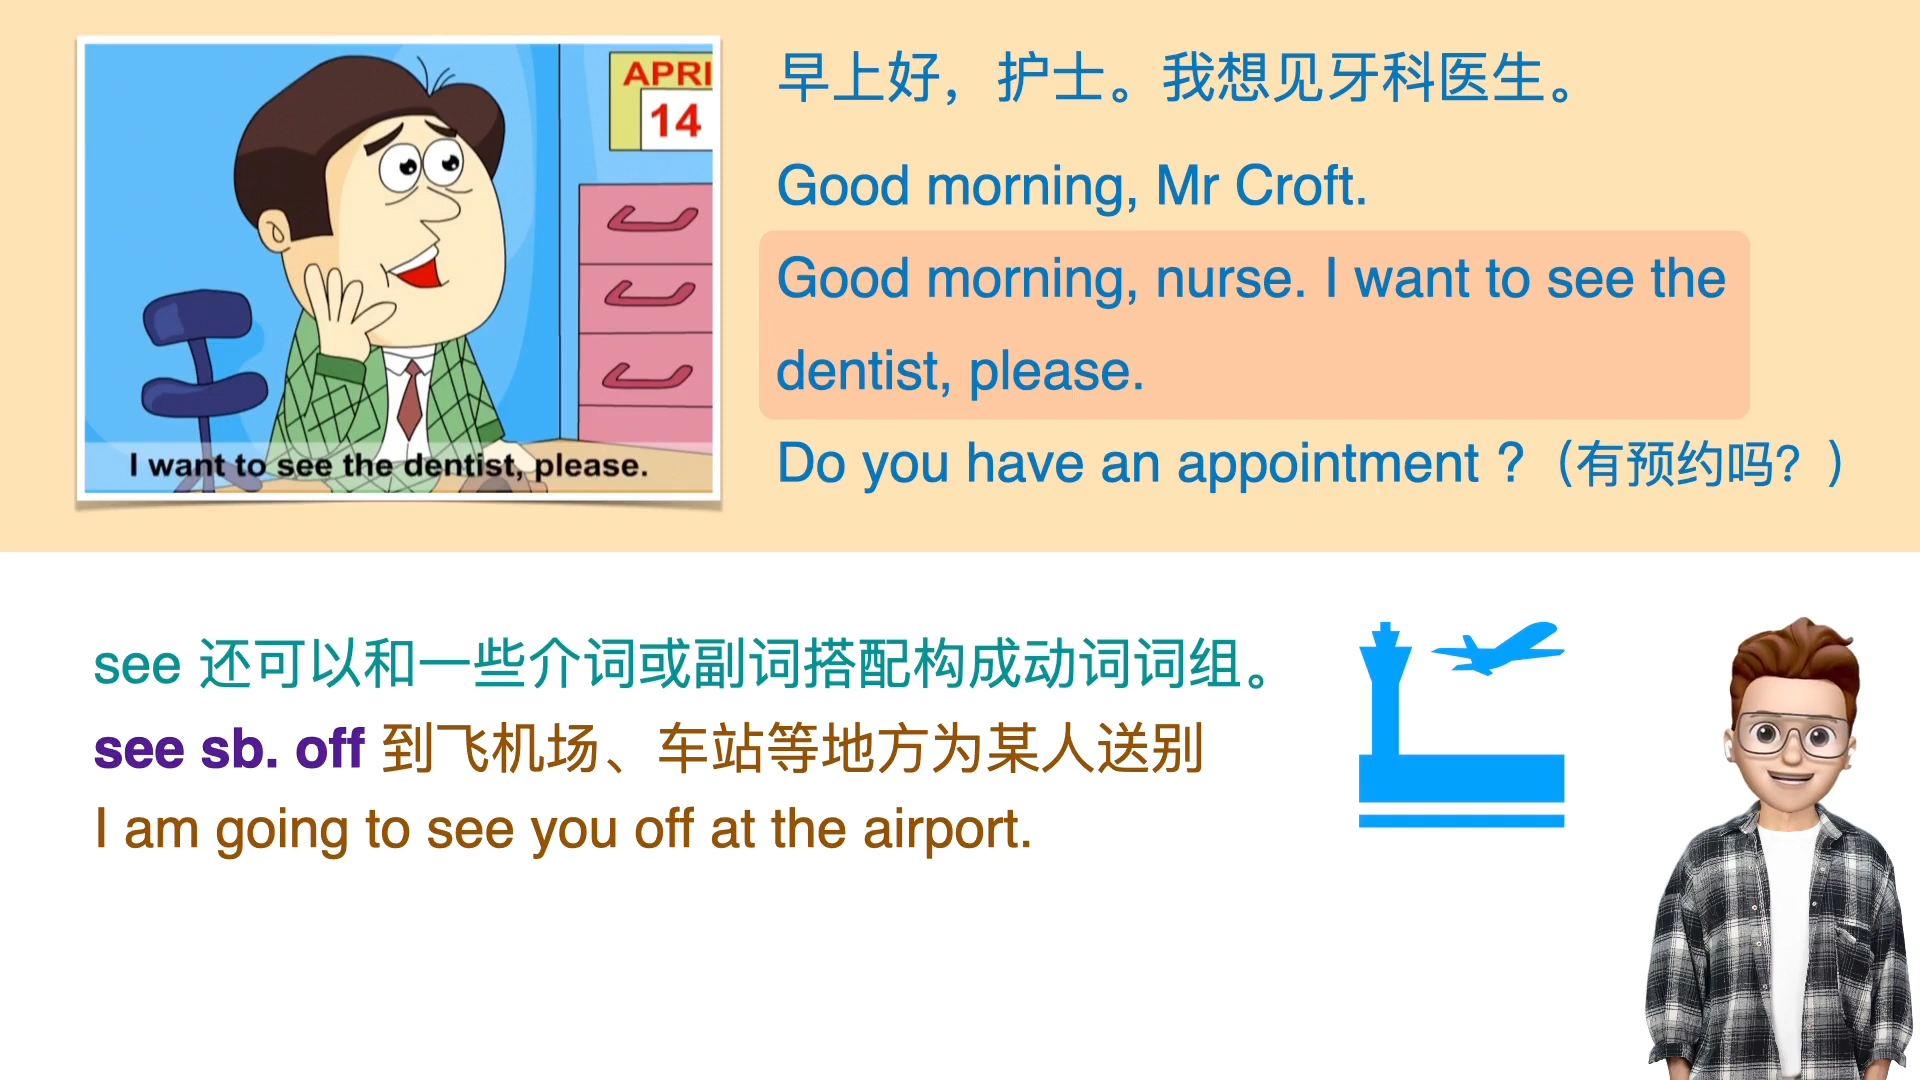 APRI
14
I want to see the dentist, please.
早上好，护士。我想见牙科医生。
Good morning, Mr Croft.
Good morning, nurse. I want to see the
dentist, please.
Do you have an appointment ?（有预约吗？）
see 还可以和一些介词或副词搭配构成动词词组。
see sb. off 到飞机场、车站等地方为某人送别
I am going to see you off at the airport.